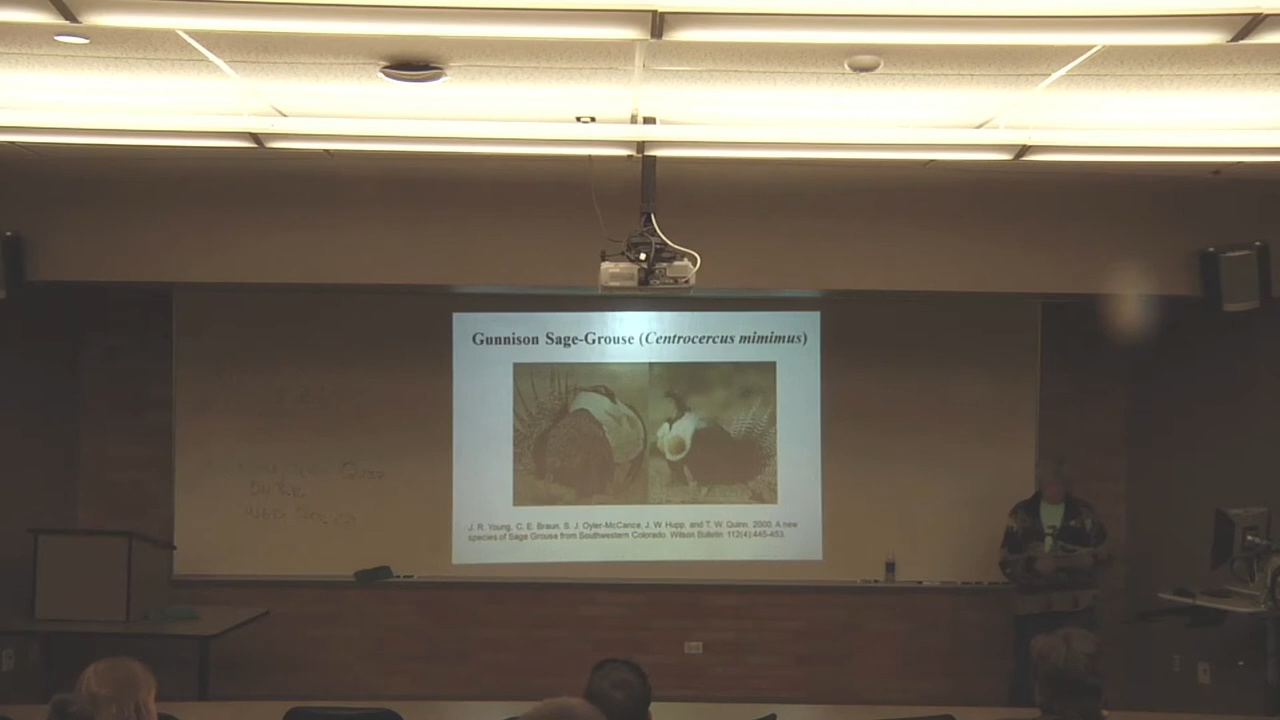 Gunnison Sage-Grouse (Centrocercus mimimus)
J. R. Young, C. E. Braun, S. J. Oyler-McCance, J. W. Hupp, and T. W. Quinn. 2000. A new
species of Sage Grouse from Southwestern Colorado. Wilson Bulletin 112(4):445-453.